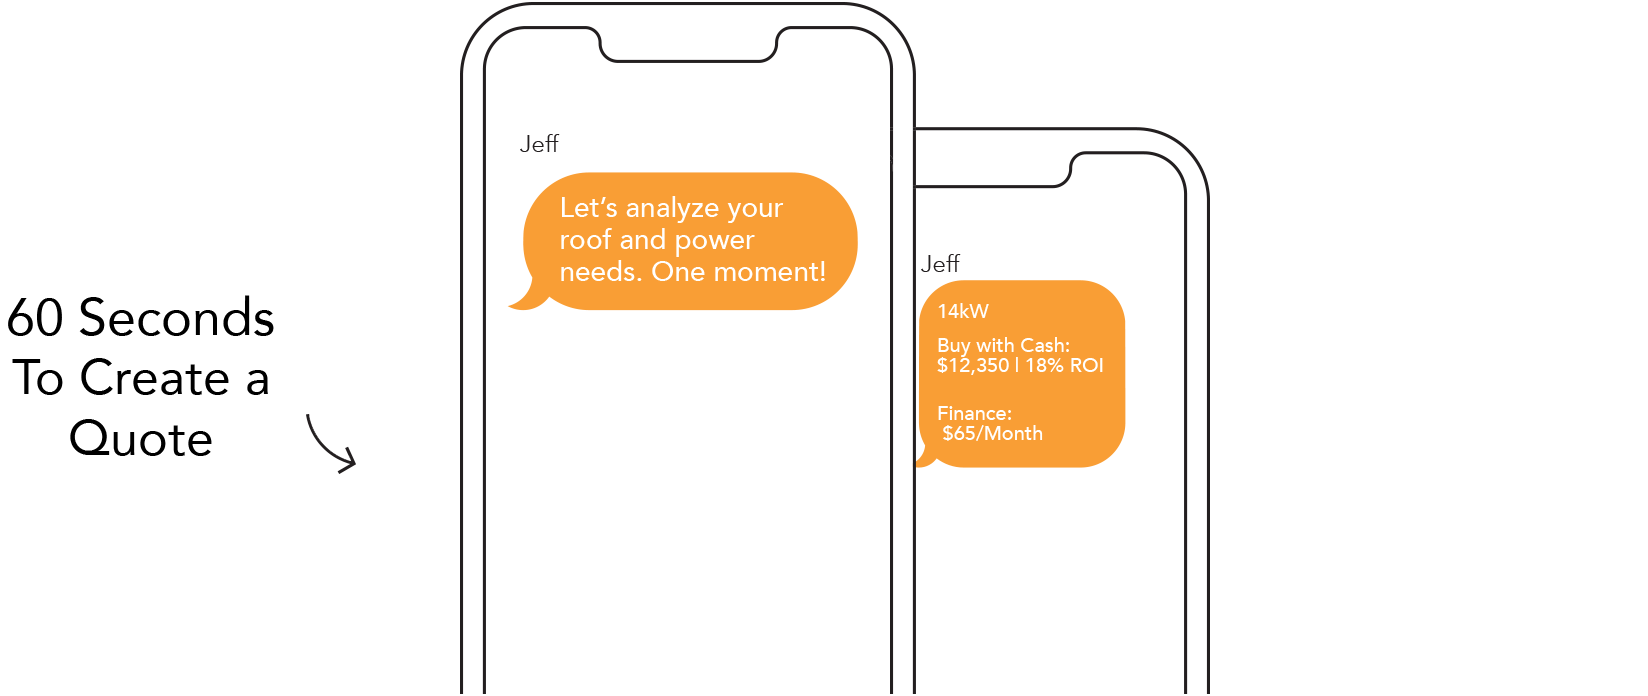 60 Seconds
To Create a
Quote
Jeff
Let’s analyze your
roof and power
needs. One moment!
Jeff
14kW
Buy with Cash:
$12,350 | 18% ROI
Finance:
$65/Month